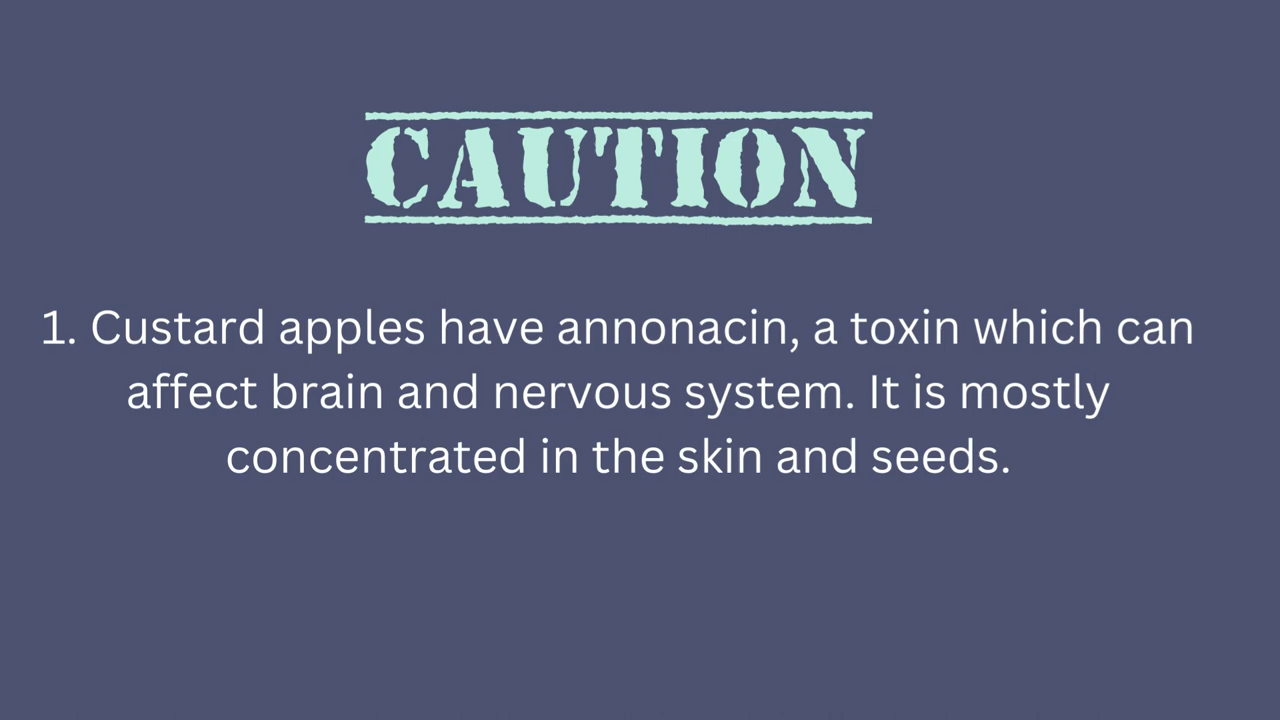 CAUTION
1. Custard apples have annonacin, a toxin which can
affect brain and nervous system. It is mostly
concentrated in the skin and seeds.